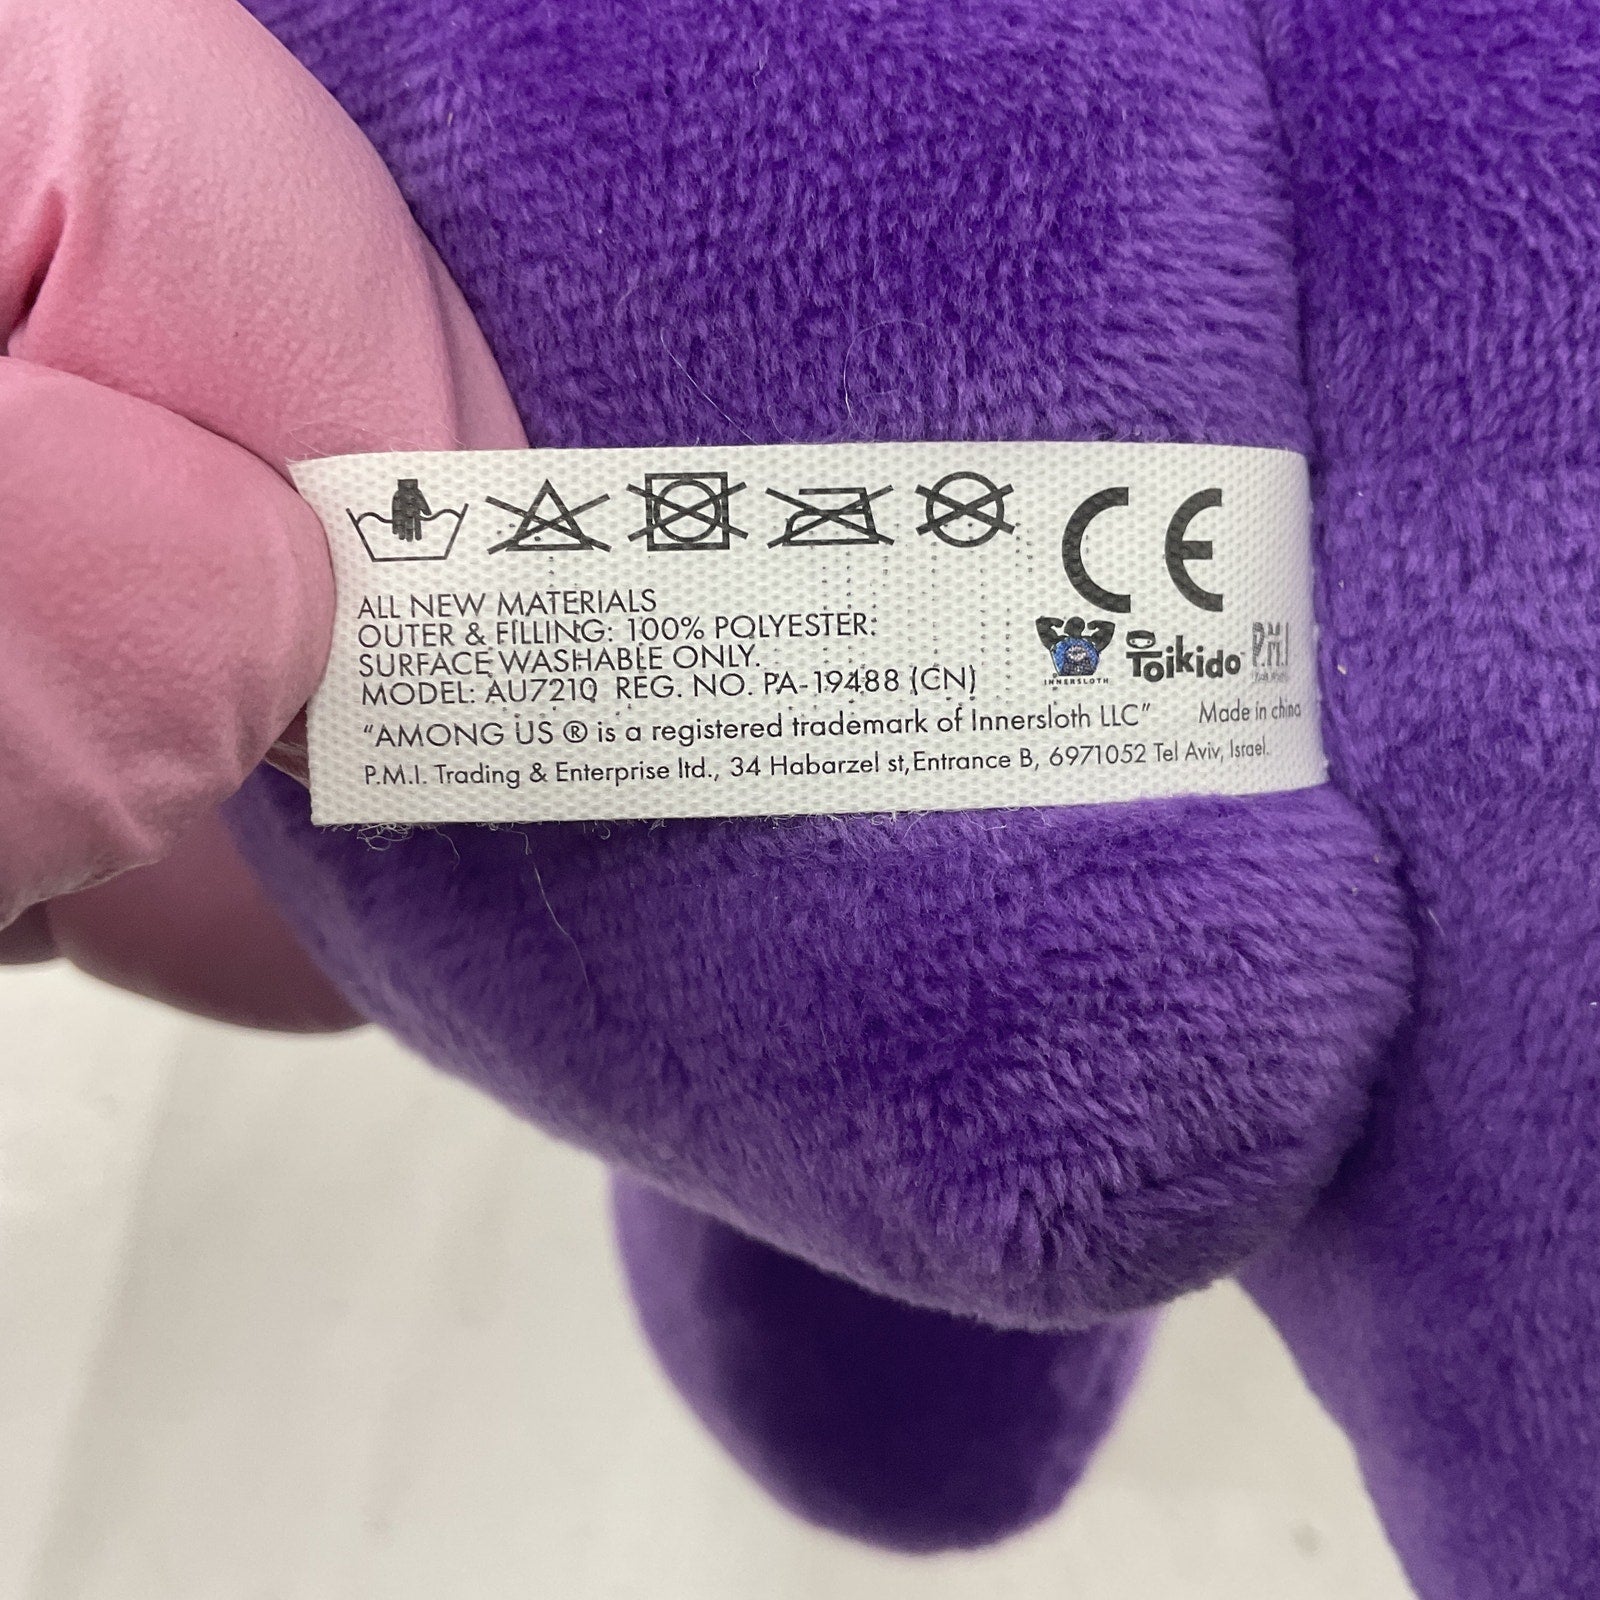 CE
ALL NEW MATERIALS
OUTER & FILLING: 100% POLYESTER:
SURFACE WASHABLE ONLY.
MODEL: AU7210 REG. NO. PA-19488 (CN)
INNERSLOTH
Toikido
P.M.I
"AMONG US ® is a registered trademark of Innersloth LLC" Made in china
P.M.I. Trading & Enterprise ltd., 34 Habarzel st, Entrance B, 6971052 Tel Aviv, Israel.